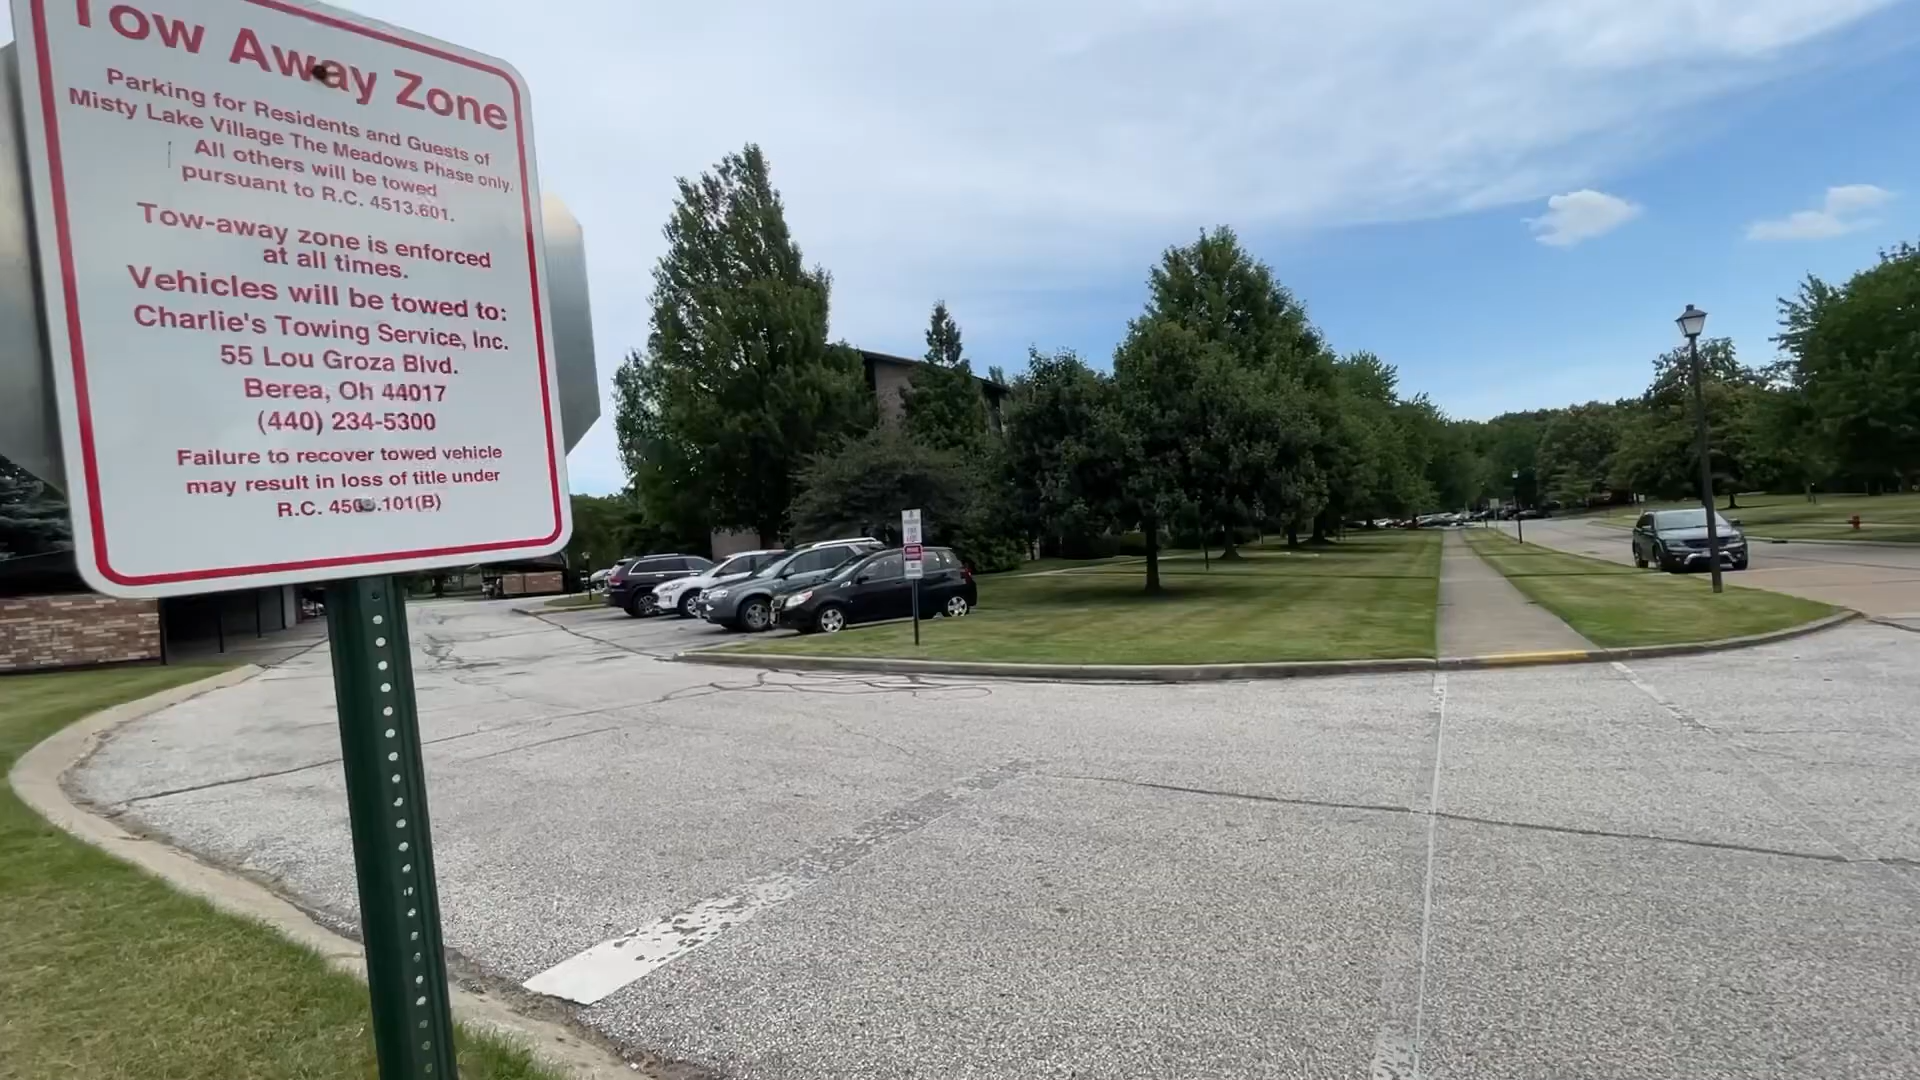 Tow Away Zone
Parking for Residents and Guests of
Misty Lake Village The Meadows Phase only.
All others will be towed
pursuant to R.C. 4513.601.
Tow-away zone is enforced
at all times.
Vehicles will be towed to:
Charlie's Towing Service, Inc.
55 Lou Groza Blvd.
Berea, Oh 44017
(440) 234-5300
Failure to recover towed vehicle
may result in loss of title under
R.C.